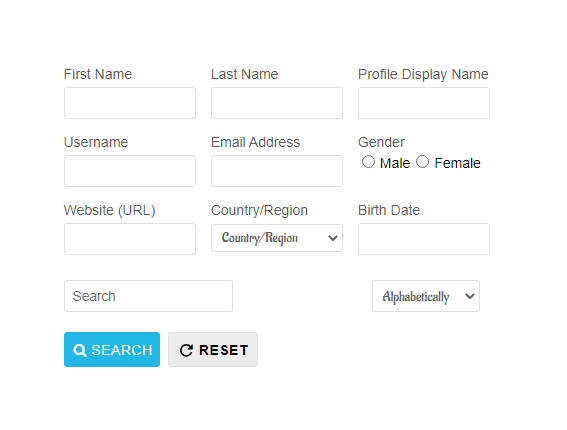 First Name Last Name Profile Display Name
Username Email Address Gender
Male Female
Website (URL) Country/Region Birth Date
Country/Region
Search Alphabetically
SEARCH RESET